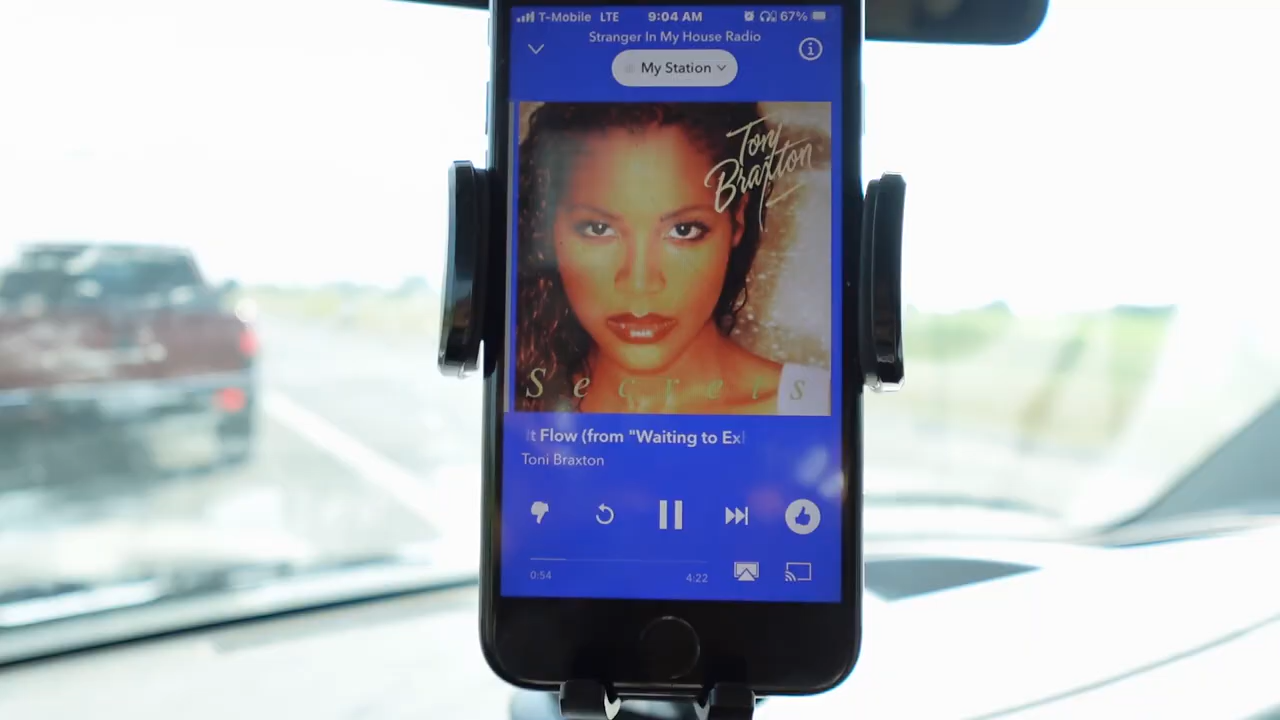 T-Mobile LTE 9:04 AM 67%
Stranger In My House Radio
My Station
Toni
Braxton
Secrets
t Flow (from "Waiting to Ex
Toni Braxton
0:54 4:22